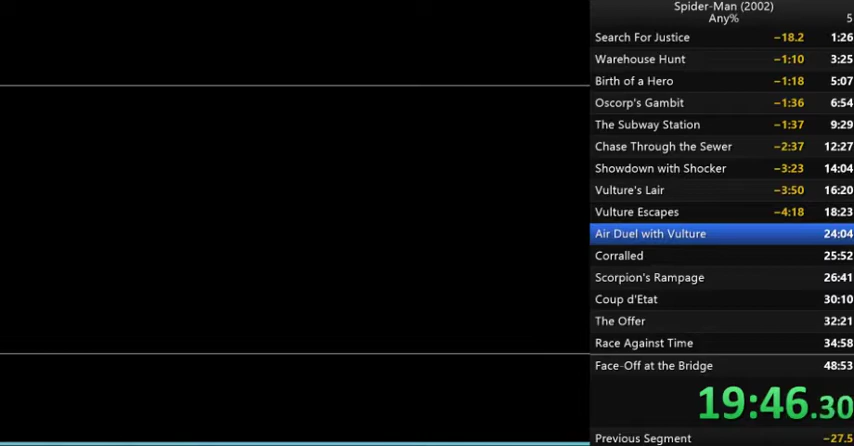 Spider-Man (2002)
Any% 5
Search For Justice −18.2 1:26
Warehouse Hunt −1:10 3:25
Birth of a Hero −1:18 5:07
Oscorp's Gambit −1:36 6:54
The Subway Station −1:37 9:29
Chase Through the Sewer −2:37 12:27
Showdown with Shocker −3:23 14:04
Vulture's Lair −3:50 16:20
Vulture Escapes −4:18 18:23
Air Duel with Vulture 24:04
Corralled 25:52
Scorpion's Rampage 26:41
Coup d'Etat 30:10
The Offer 32:21
Race Against Time 34:58
Face-Off at the Bridge 48:53
19:46.30
Previous Segment −27.5